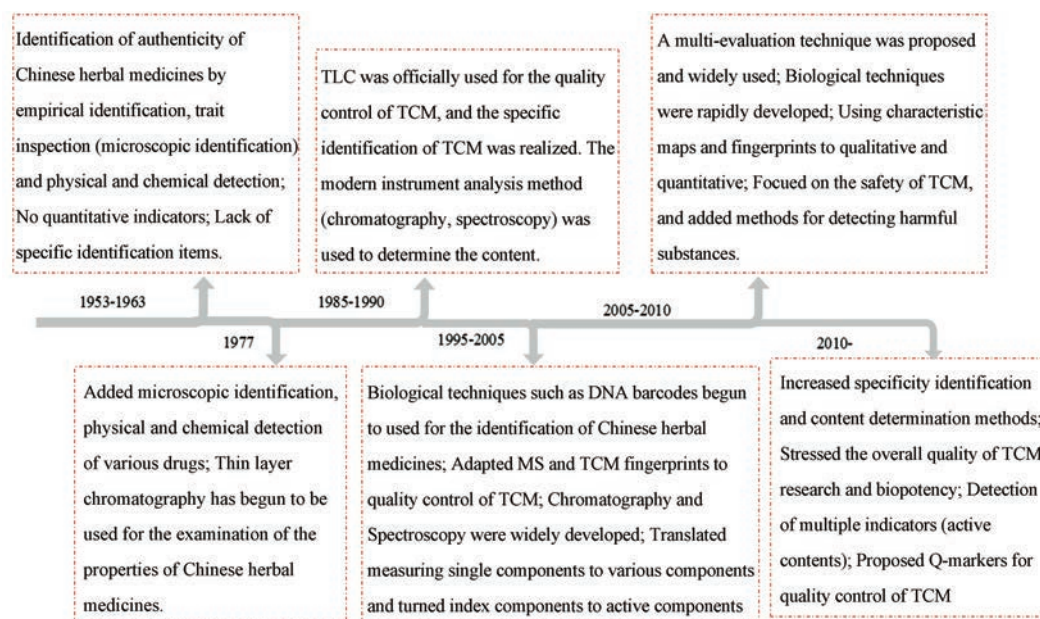 Identification of authenticity of
Chinese herbal medicines by
empirical identification, trait
inspection (microscopic identification)
and physical and chemical detection;
No quantitative indicators; Lack of
specific identification items.
TLC was officially used for the quality
control of TCM, and the specific
identification of TCM was realized. The
modern instrument analysis method
(chromatography, spectroscopy) was
used to determine the content.
A multi-evaluation technique was proposed
and widely used; Biological techniques
were rapidly developed; Using characteristic
maps and fingerprints to qualitative and
quantitative; Focued on the safety of TCM,
and added methods for detecting harmful
substances.
1953-1963
1985-1990
2005-2010
1977
1995-2005
2010-
Added microscopic identification,
physical and chemical detection
of various drugs; Thin layer
chromatography has begun to be
used for the examination of the
properties of Chinese herbal
medicines.
Biological techniques such as DNA barcodes begun
to used for the identification of Chinese herbal
medicines; Adapted MS and TCM fingerprints to
quality control of TCM; Chromatography and
Spectroscopy were widely developed; Translated
measuring single components to various components
and turned index components to active components
Increased specificity identification
and content determination methods;
Stressed the overall quality of TCM
research and biopotency; Detection
of multiple indicators (active
contents); Proposed Q-markers for
quality control of TCM